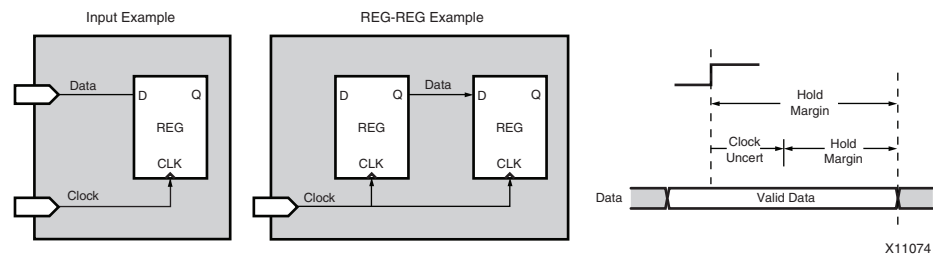 Input Example
Data
D Q
REG
CLK
Clock
REG-REG Example
Data
D Q
REG
CLK
D Q
REG
CLK
Clock
Hold
Margin
Clock
Uncert
Hold
Margin
Data
Valid Data
X11074